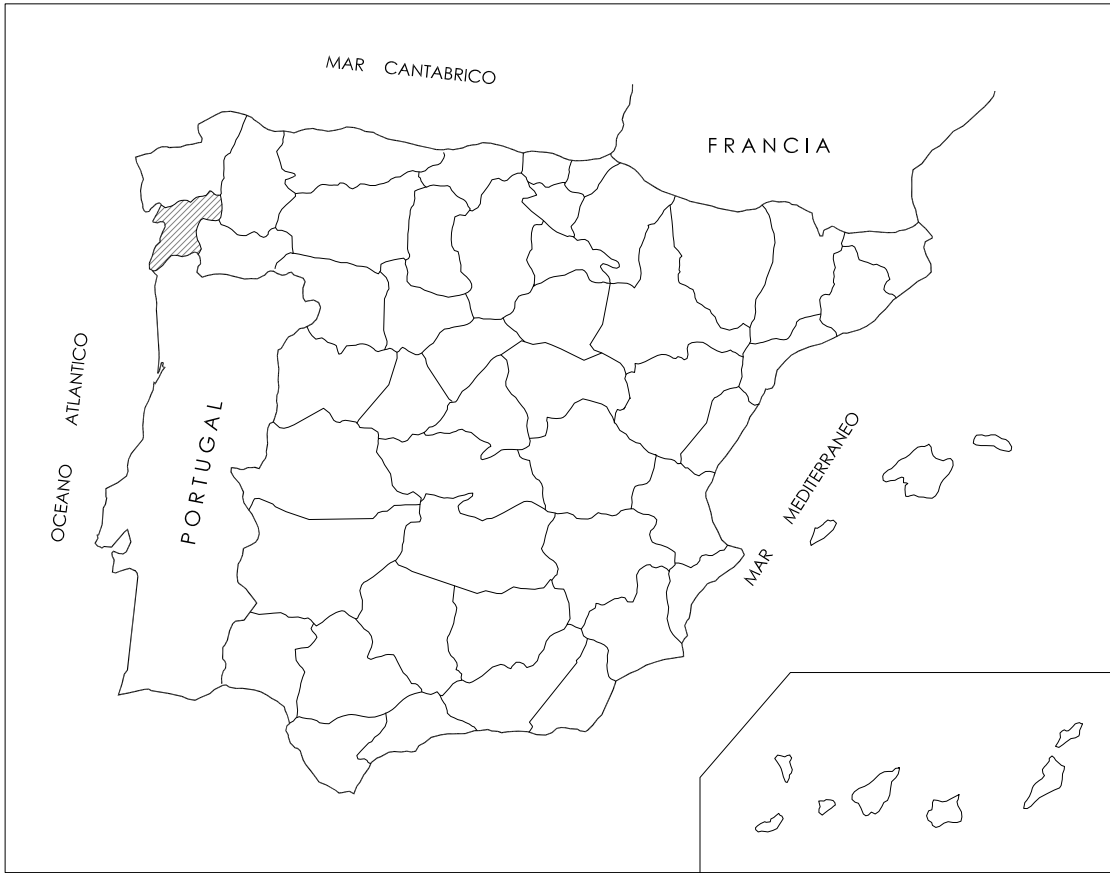 MAR CANTABRICO
FRANCIA
OCEANO ATLANTICO
PORTUGAL
MAR MEDITERRANEO